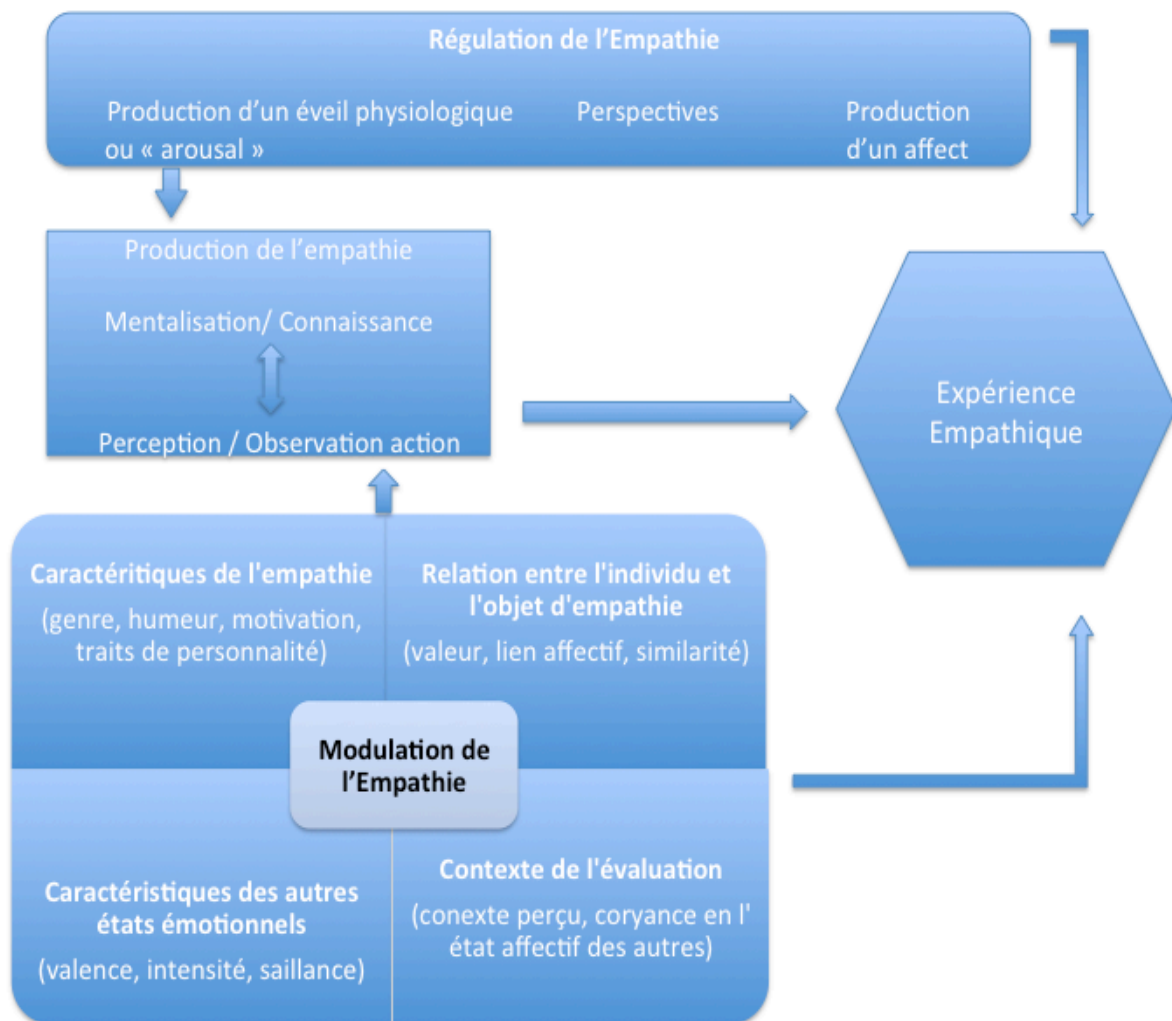 Régulation de l'Empathie
Production d'un éveil physiologique
ou « arousal »
Perspectives
Production
d'un affect
Production de l'empathie
Mentalisation/ Connaissance
Perception / Observation action
Expérience
Empathique
Caractéritiques de l'empathie
(genre, humeur, motivation,
traits de personnalité)
Relation entre l'individu et
l'objet d'empathie
(valeur, lien affectif, similarité)
Modulation de
l'Empathie
Caractéristiques des autres
états émotionnels
(valence, intensité, saillance)
Contexte de l'évaluation
(conexte perçu, coryance en l'
état affectif des autres)